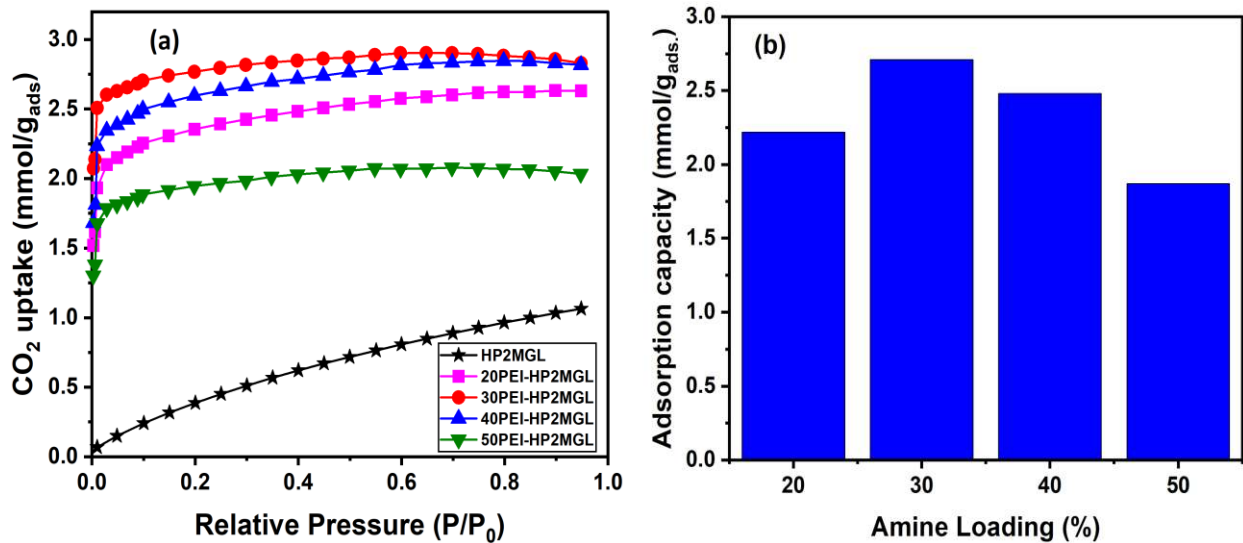 (a)
CO₂ uptake (mmol/g_ads)
3.0
2.5
2.0
1.5
1.0
0.5
0.0
HP2MGL
20PEI-HP2MGL
30PEI-HP2MGL
40PEI-HP2MGL
50PEI-HP2MGL
0.0 0.2 0.4 0.6 0.8 1.0
Relative Pressure (P/P₀)
(b)
Adsorption capacity (mmol/g_ads.)
3.0
2.5
2.0
1.5
1.0
0.5
0.0
20 30 40 50
Amine Loading (%)